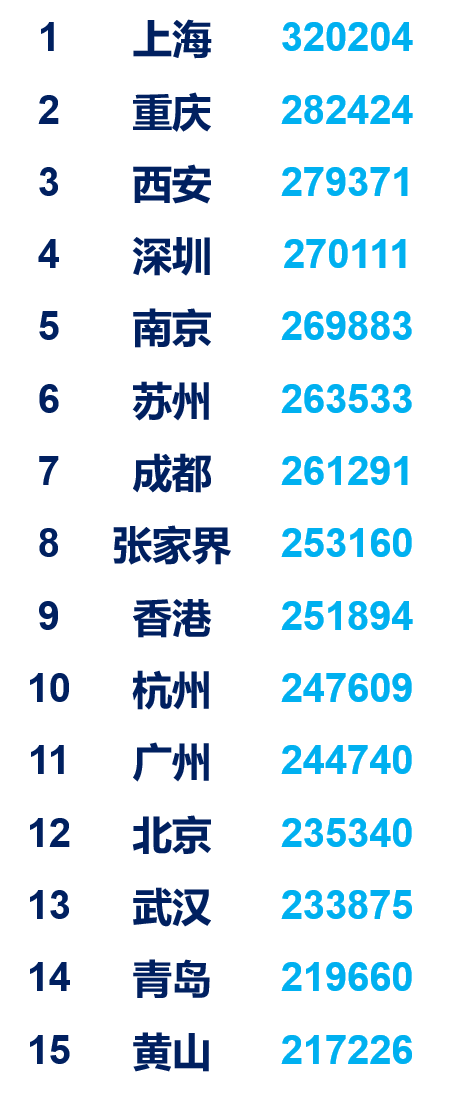 1 上海 320204
2 重庆 282424
3 西安 279371
4 深圳 270111
5 南京 269883
6 苏州 263533
7 成都 261291
8 张家界 253160
9 香港 251894
10 杭州 247609
11 广州 244740
12 北京 235340
13 武汉 233875
14 青岛 219660
15 黄山 217226